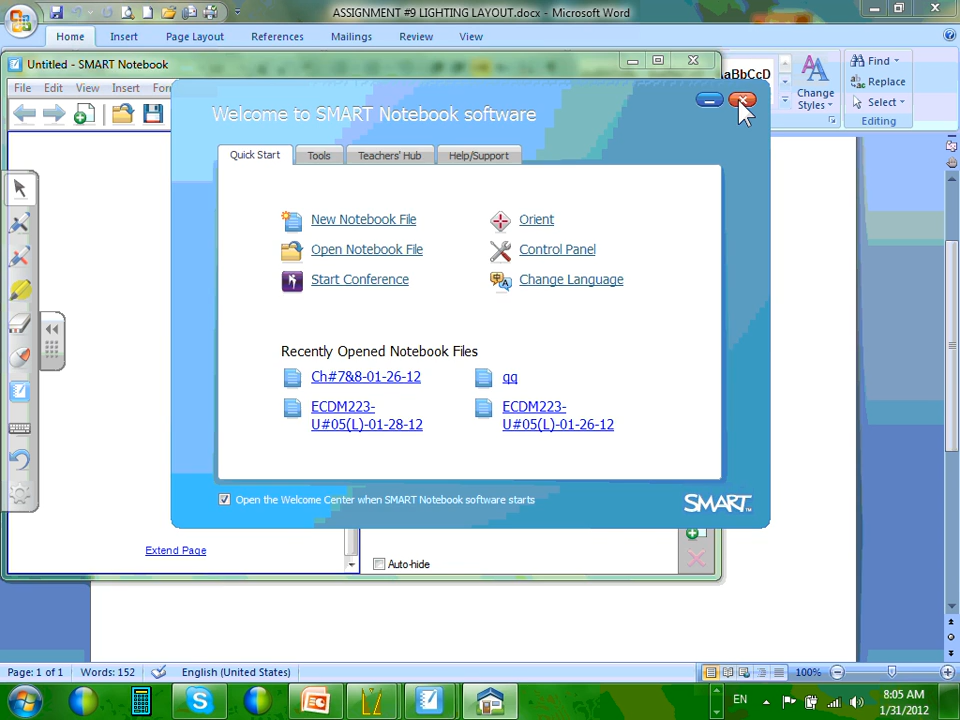 ASSIGNMENT #9 LIGHTING LAYOUT.docx - Microsoft Word
Home Insert Page Layout References Mailings Review View
Untitled - SMART Notebook
File Edit View Insert For
aBbCcD
Change
Styles
Find
Replace
Select
Editing
Welcome to SMART Notebook software
Quick Start Tools Teachers' Hub Help/Support
New Notebook File Orient
Open Notebook File Control Panel
Start Conference Change Language
Recently Opened Notebook Files
Ch#7&8-01-26-12 qq
ECDM223- ECDM223-
U#05(L)-01-28-12 U#05(L)-01-26-12
Open the Welcome Center when SMART Notebook software starts
SMART™
Extend Page
Auto-hide
Page: 1 of 1 Words: 152 English (United States) 100%
EN 8:05 AM
1/31/2012